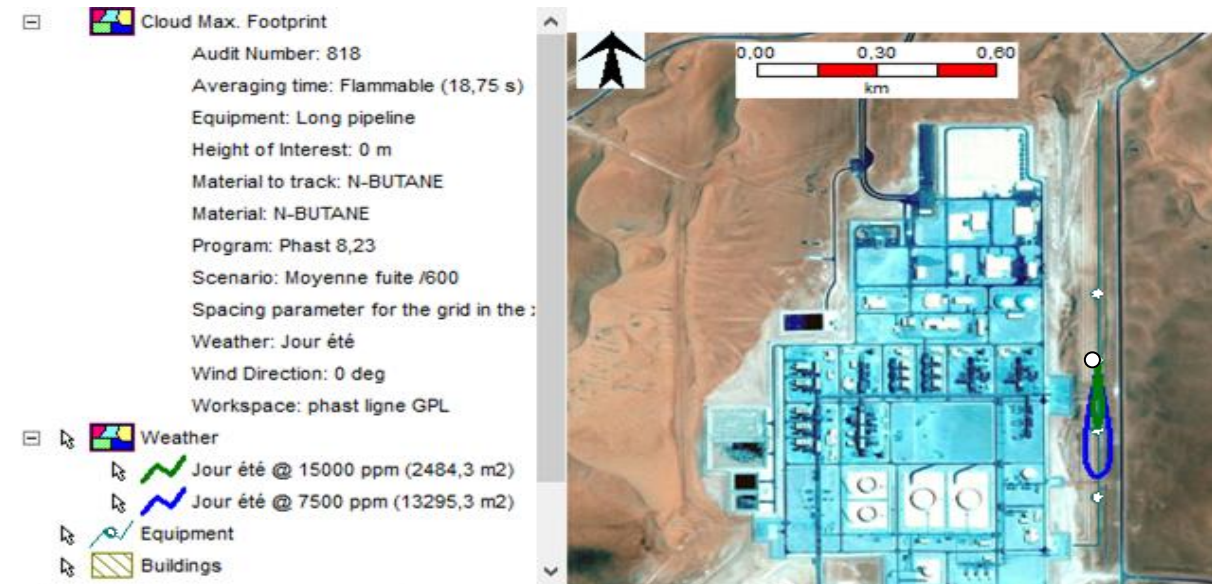 Cloud Max. Footprint
Audit Number: 818
Averaging time: Flammable (18,75 s)
Equipment: Long pipeline
Height of Interest: 0 m
Material to track: N-BUTANE
Material: N-BUTANE
Program: Phast 8,23
Scenario: Moyenne fuite /600
Spacing parameter for the grid in the
Weather: Jour été
Wind Direction: 0 deg
Workspace: phast ligne GPL
Weather
Jour été @ 15000 ppm (2484,3 m2)
Jour été @ 7500 ppm (13295,3 m2)
Equipment
Buildings
0,00 0,30 0,60
km